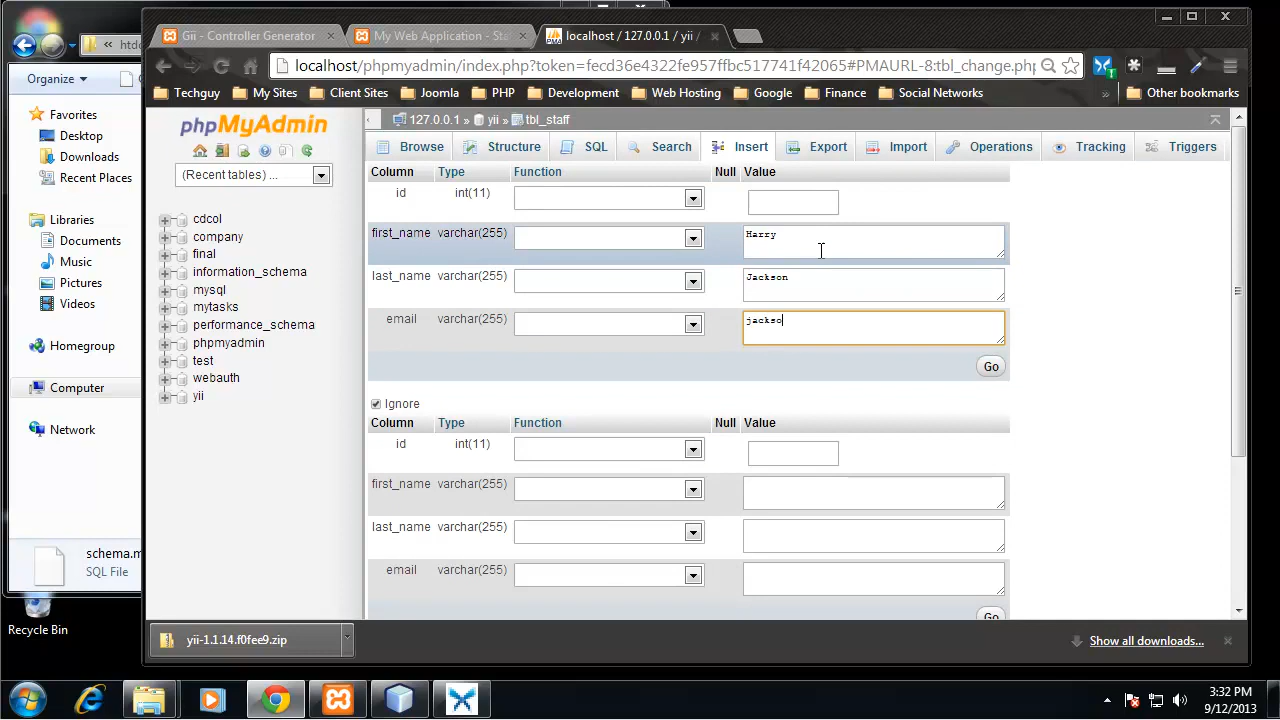 Gii - Controller Generator
My Web Application - Sta
localhost / 127.0.0.1 / yii /
« htdo
localhost/phpmyadmin/index.php?token=fecd36e4322fe957ffbc517741f42065#PMAURL-8:tbl_change.php
Organize
Techguy
My Sites
Client Sites
Joomla
PHP
Development
Web Hosting
Google
Finance
Social Networks
»
Other bookmarks
Favorites
Desktop
Downloads
Recent Places
Libraries
Documents
Music
Pictures
Videos
Homegroup
Computer
Network
schema.m
SQL File
Recycle Bin
phpMyAdmin
(Recent tables) ...
cdcol
company
final
information_schema
mysql
mytasks
performance_schema
phpmyadmin
test
webauth
yii
127.0.0.1 » yii » tbl_staff
Browse
Structure
SQL
Search
Insert
Export
Import
Operations
Tracking
Triggers
Column Type Function Null Value
id int(11)
first_name varchar(255) Harry
last_name varchar(255) Jackson
email varchar(255) jackso
Go
Ignore
Column Type Function Null Value
id int(11)
first_name varchar(255)
last_name varchar(255)
email varchar(255)
Go
yii-1.1.14.f0fee9.zip
Show all downloads...
3:32 PM
9/12/2013